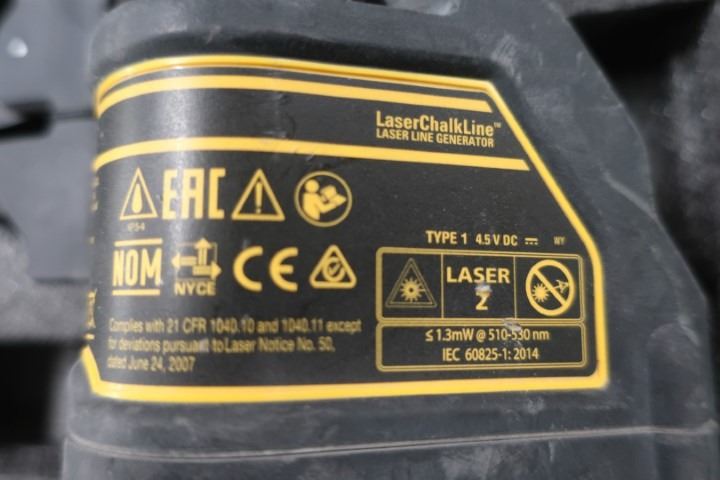 LaserChalkLine™
LASER LINE GENERATOR
EAC
IP54
TYPE 1 4.5 V DC
WY
NOM
NYCE
CE
LASER
2
Complies with 21 CFR 1040.10 and 1040.11 except
for deviations pursuant to Laser Notice No. 50,
dated June 24, 2007
≤ 1.3mW @ 510-530 nm
IEC 60825-1: 2014